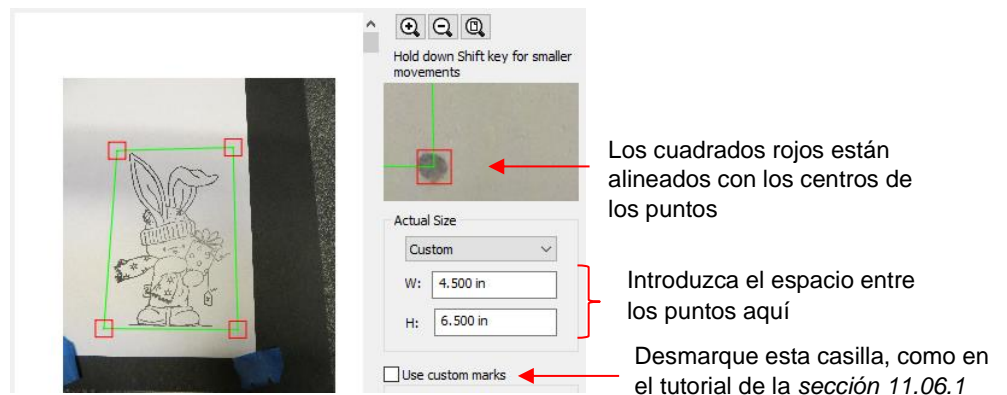 Hold down Shift key for smaller
movements
Los cuadrados rojos están
alineados con los centros de
los puntos
Actual Size
Custom
W: 4.500 in
H: 6.500 in
Introduzca el espacio entre
los puntos aquí
Use custom marks
Desmarque esta casilla, como en
el tutorial de la sección 11.06.1